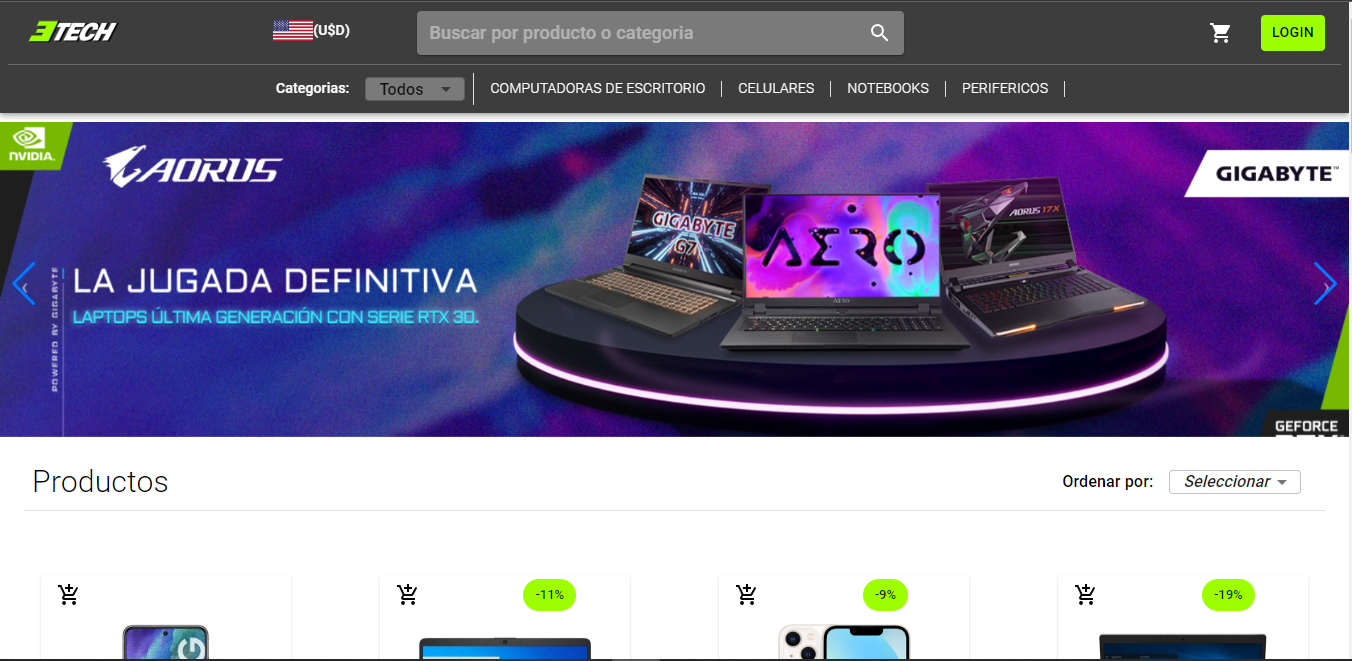 3TECH
(U$D)
Buscar por producto o categoria
LOGIN
Categorias:
Todos
COMPUTADORAS DE ESCRITORIO
CELULARES
NOTEBOOKS
PERIFERICOS
NVIDIA.
AORUS
GIGABYTE™
GIGABYTE
G7
AERO
AORUS 17X
AERO
LA JUGADA DEFINITIVA
LAPTOPS ÚLTIMA GENERACIÓN CON SERIE RTX 30.
POWERED BY GIGABYTE
GEFORCE
Productos
Ordenar por:
Seleccionar
-11%
-9%
-19%